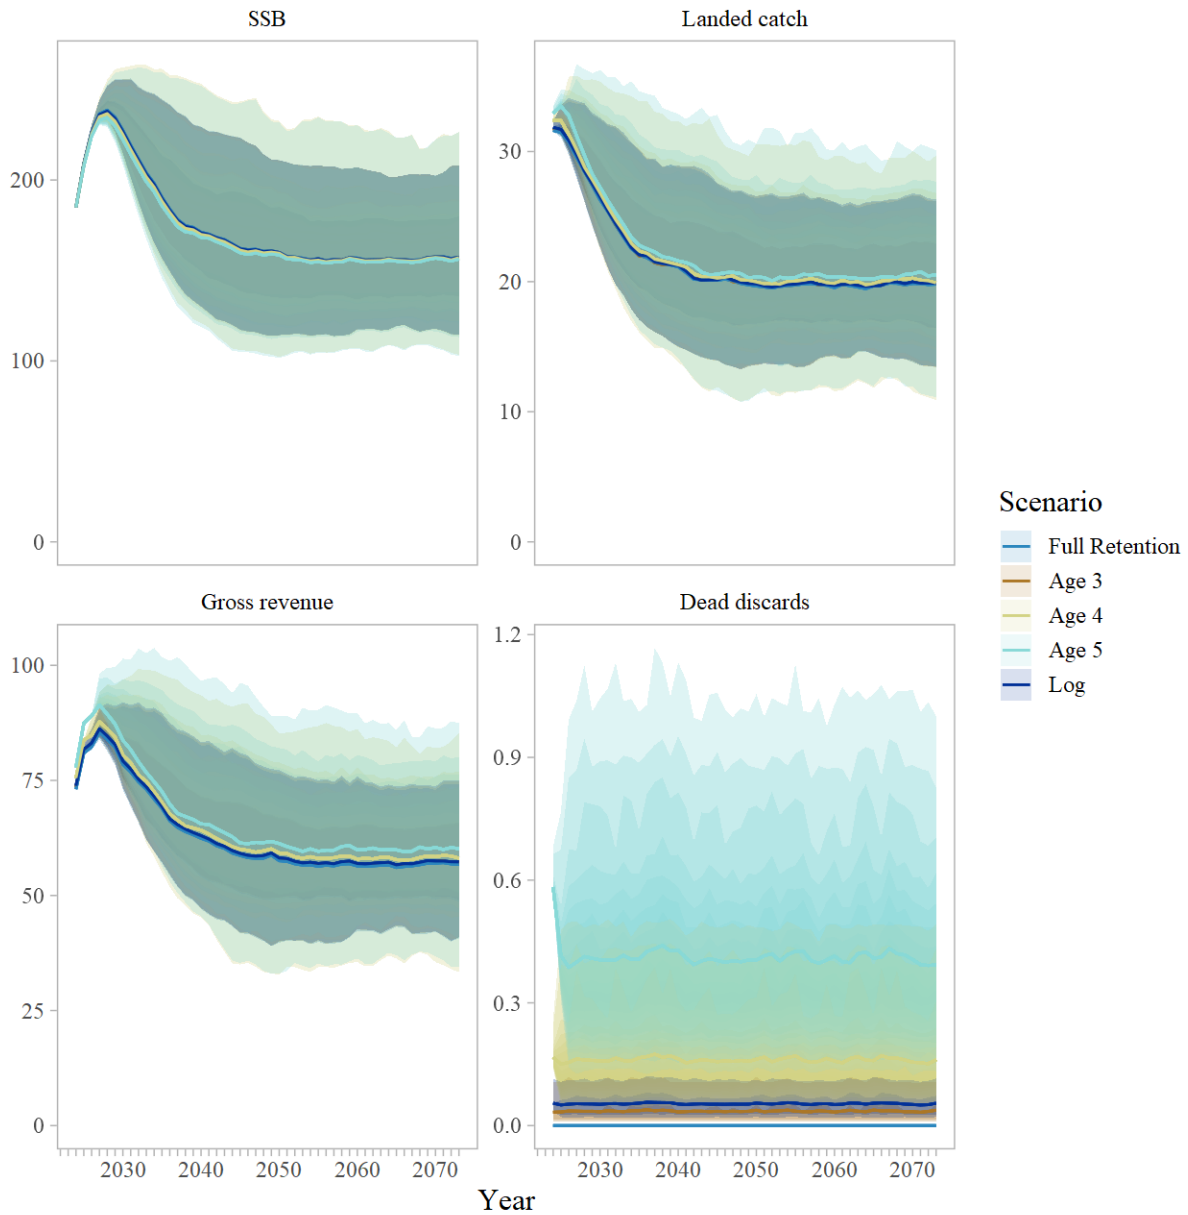 SSB
Landed catch
200
100
0
30
20
10
0
Gross revenue
Dead discards
100
75
50
25
0
1.2
0.9
0.6
0.3
0.0
2030 2040 2050 2060 2070
2030 2040 2050 2060 2070
Year
Scenario
Full Retention
Age 3
Age 4
Age 5
Log